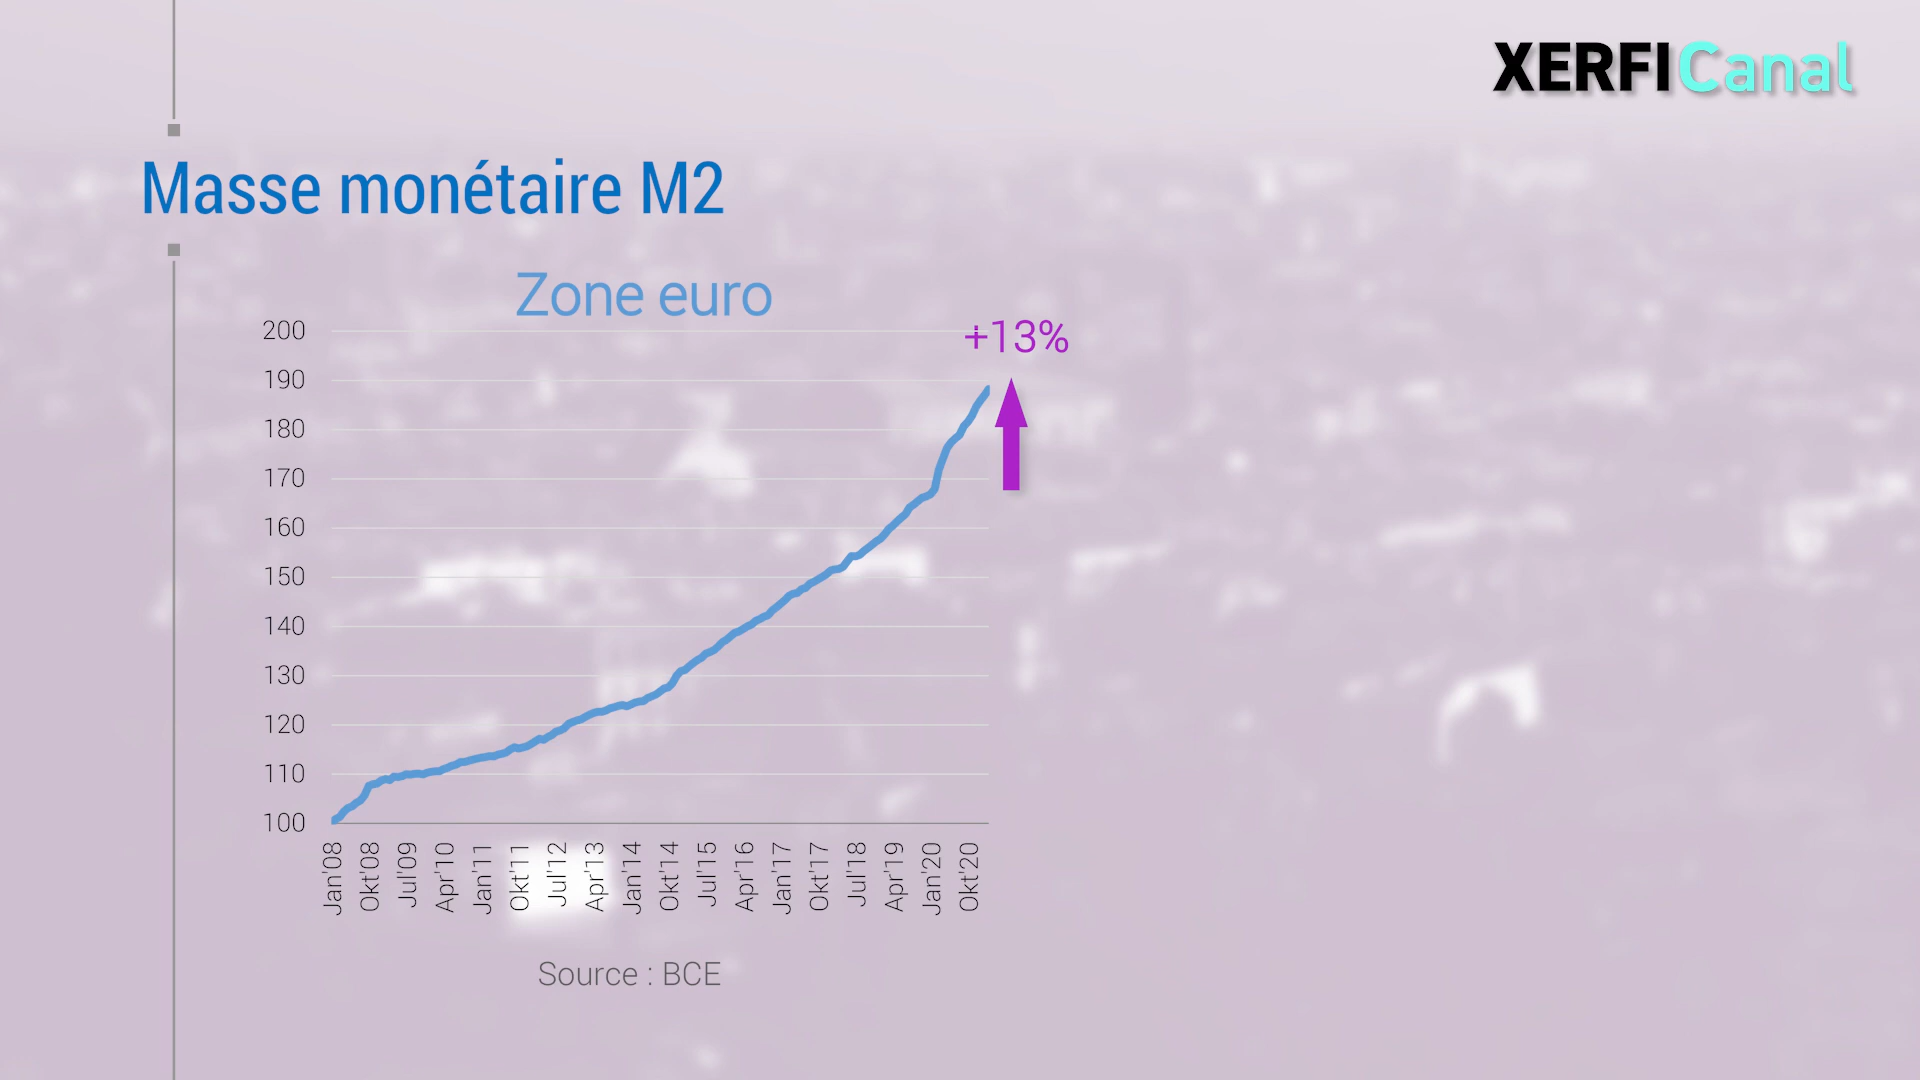 XERFI Canal
Masse monétaire M2
Zone euro
+13%
200
190
180
170
160
150
140
130
120
110
100
Jan'08
Okt'08
Jul'09
Apr'10
Jan'11
Okt'11
Jul'12
Apr'13
Jan'14
Okt'14
Jul'15
Apr'16
Jan'17
Okt'17
Jul'18
Apr'19
Jan'20
Okt'20
Source : BCE